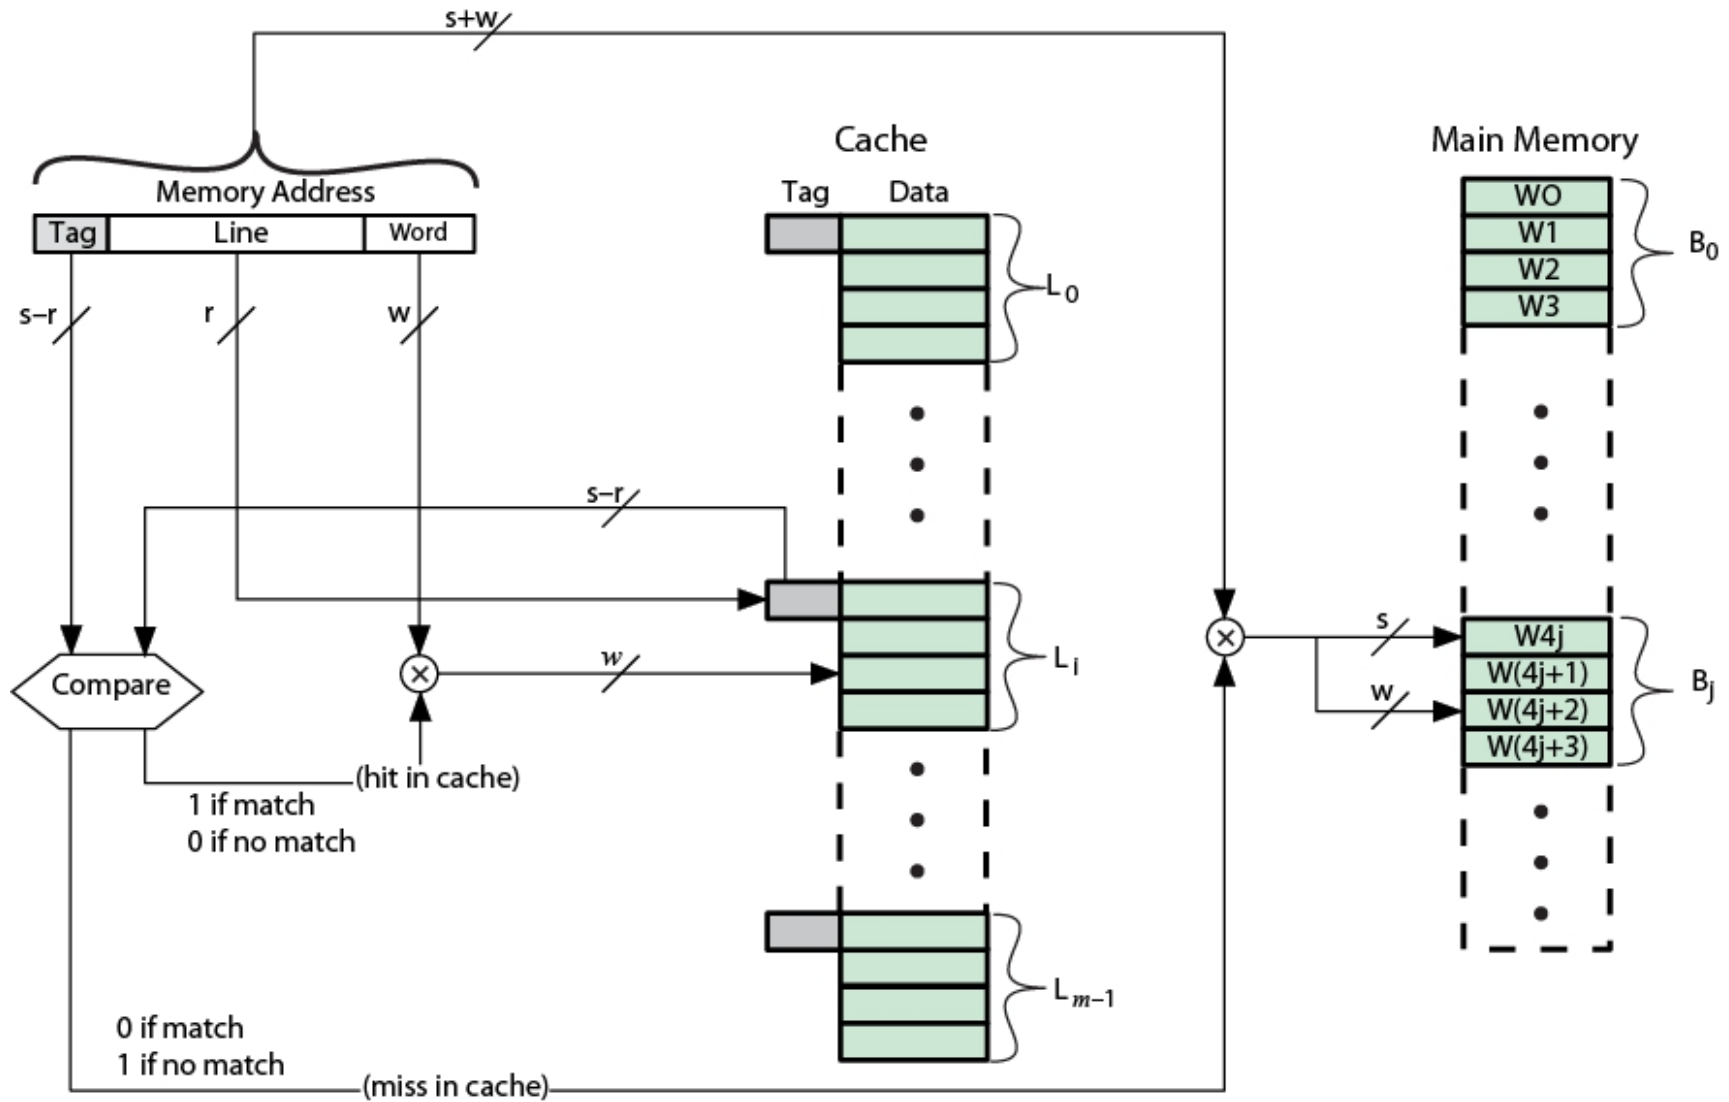 s+w
Cache
Main Memory
Memory Address
Tag Line Word
Tag Data
WO
W1
W2
W3
B0
L0
s–r
r
w
s–r
Compare
w
Li
s
w
W4j
W(4j+1)
W(4j+2)
W(4j+3)
Bj
(hit in cache)
1 if match
0 if no match
Lm–1
0 if match
1 if no match
(miss in cache)